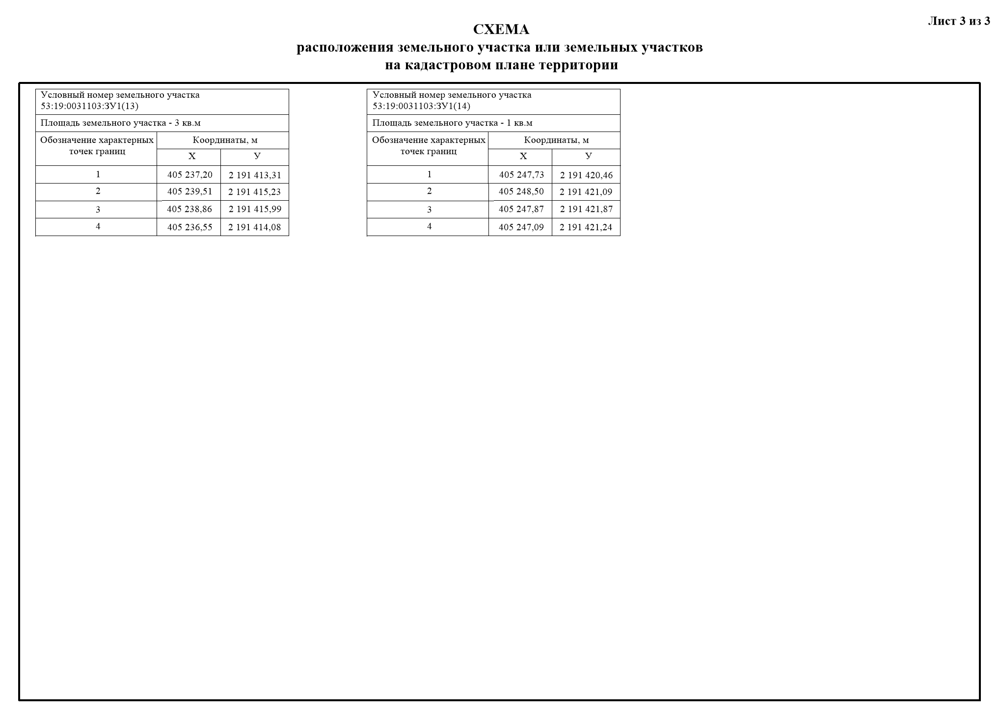 Лист 3 из 3
СХЕМА
расположения земельного участка или земельных участков
на кадастровом плане территории
Условный номер земельного участка
53:19:0031103:ЗУ1(13)
Площадь земельного участка - 3 кв.м
Обозначение характерных
точек границ
Координаты, м
Х У
1 405 237,20 2 191 413,31
2 405 239,51 2 191 415,23
3 405 238,86 2 191 415,99
4 405 236,55 2 191 414,08
Условный номер земельного участка
53:19:0031103:ЗУ1(14)
Площадь земельного участка - 1 кв.м
Обозначение характерных
точек границ
Координаты, м
Х У
1 405 247,73 2 191 420,46
2 405 248,50 2 191 421,09
3 405 247,87 2 191 421,87
4 405 247,09 2 191 421,24